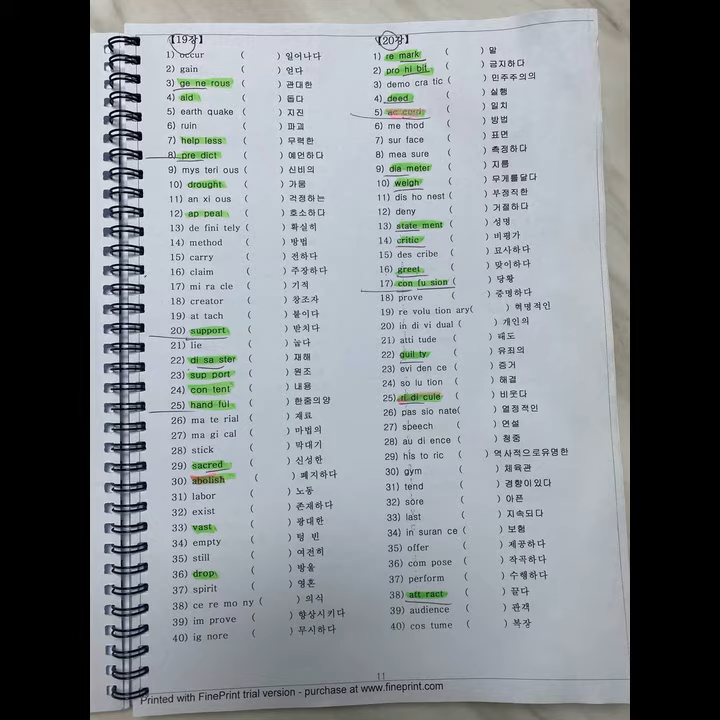 【19장】
1) occur ( ) 일어나다
2) gain ( ) 얻다
3) ge ne rous ( ) 관대한
4) aid ( ) 돕다
5) earth quake ( ) 지진
6) ruin ( ) 파괴
7) help less ( ) 무력한
8) pre dict ( ) 예언하다
9) mys teri ous ( ) 신비의
10) drought ( ) 가뭄
11) an xi ous ( ) 걱정하는
12) ap peal ( ) 호소하다
13) de fini tely ( ) 확실히
14) method ( ) 방법
15) carry ( ) 전하다
16) claim ( ) 주장하다
17) mi ra cle ( ) 기적
18) creator ( ) 창조자
19) at tach ( ) 붙이다
20) support ( ) 받치다
21) lie ( ) 눕다
22) di sa ster ( ) 재해
23) sup port ( ) 원조
24) con tent ( ) 내용
25) hand ful ( ) 한줌의양
26) ma te rial ( ) 재료
27) ma gi cal ( ) 마법의
28) stick ( ) 막대기
29) sacred ( ) 신성한
30) abolish ( ) 폐지하다
31) labor ( ) 노동
32) exist ( ) 존재하다
33) vast ( ) 광대한
34) empty ( ) 텅 빈
35) still ( ) 여전히
36) drop ( ) 방울
37) spirit ( ) 영혼
38) ce re mo ny ( ) 의식
39) im prove ( ) 향상시키다
40) ig nore ( ) 무시하다
【20장】
1) re mark ( ) 말
2) pro hi bit ( ) 금지하다
3) demo cra tic ( ) 민주주의의
4) deed ( ) 실행
5) ac cord ( ) 일치
6) me thod ( ) 방법
7) sur face ( ) 표면
8) mea sure ( ) 측정하다
9) dia meter ( ) 지름
10) weigh ( ) 무게를달다
11) dis ho nest ( ) 부정직한
12) deny ( ) 거절하다
13) state ment ( ) 성명
14) critic ( ) 비평가
15) des cribe ( ) 묘사하다
16) greet ( ) 맞이하다
17) con fu sion ( ) 당황
18) prove ( ) 증명하다
19) re volu tion ary( ) 혁명적인
20) in di vi dual ( ) 개인의
21) atti tude ( ) 태도
22) guil ty ( ) 유죄의
23) evi den ce ( ) 증거
24) so lu tion ( ) 해결
25) ri di cule ( ) 비웃다
26) pas sio nate( ) 열정적인
27) speech ( ) 연설
28) au di ence ( ) 청중
29) his to ric ( ) 역사적으로유명한
30) gym ( ) 체육관
31) tend ( ) 경향이있다
32) sore ( ) 아픈
33) last ( ) 지속되다
34) in suran ce ( ) 보험
35) offer ( ) 제공하다
36) com pose ( ) 작곡하다
37) perform ( ) 수행하다
38) att ract ( ) 끌다
39) audience ( ) 관객
40) cos tume ( ) 복장
11
Printed with FinePrint trial version - purchase at www.fineprint.com